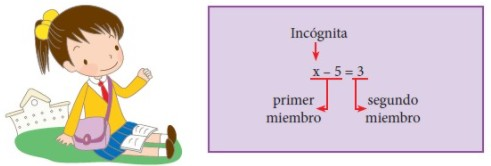 Incógnita
x – 5 = 3
primer miembro
segundo miembro